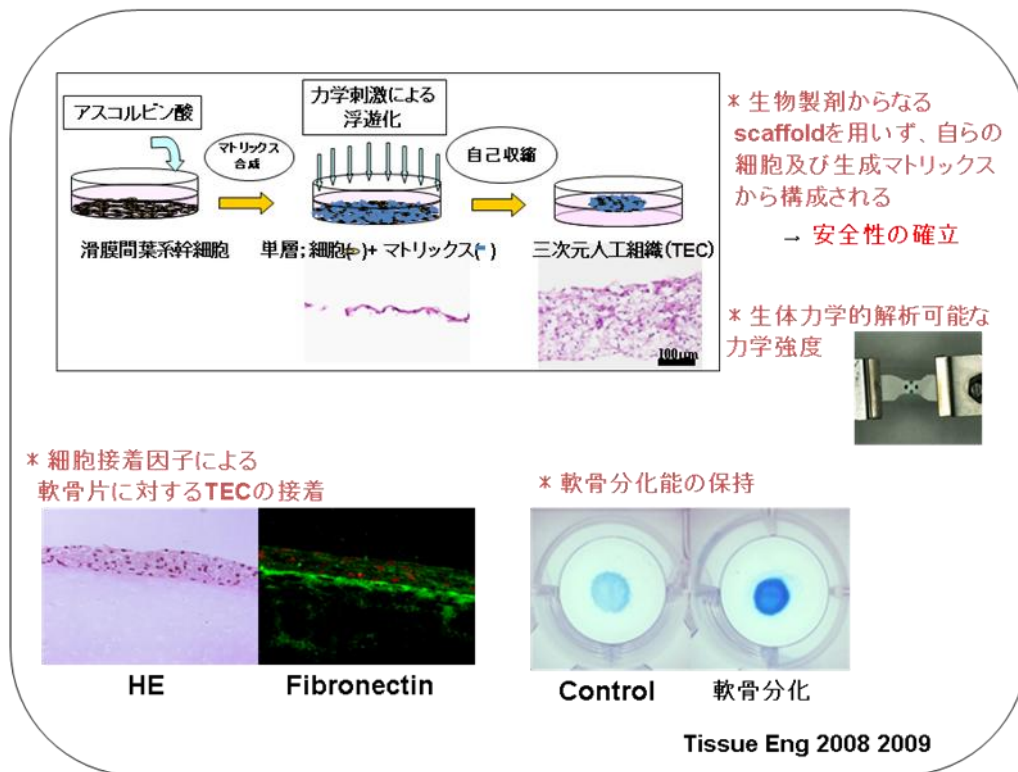 アスコルビン酸
マトリックス
合成
力学刺激による
浮遊化
自己収縮
滑膜間葉系幹細胞
単層;細胞( )+ マトリックス( )
三次元人工組織(TEC)
100μm
* 生物製剤からなる
scaffoldを用いず、自らの
細胞及び生成マトリックス
から構成される
→ 安全性の確立
* 生体力学的解析可能な
力学強度
* 細胞接着因子による
軟骨片に対するTECの接着
HE
Fibronectin
* 軟骨分化能の保持
Control
軟骨分化
Tissue Eng 2008 2009